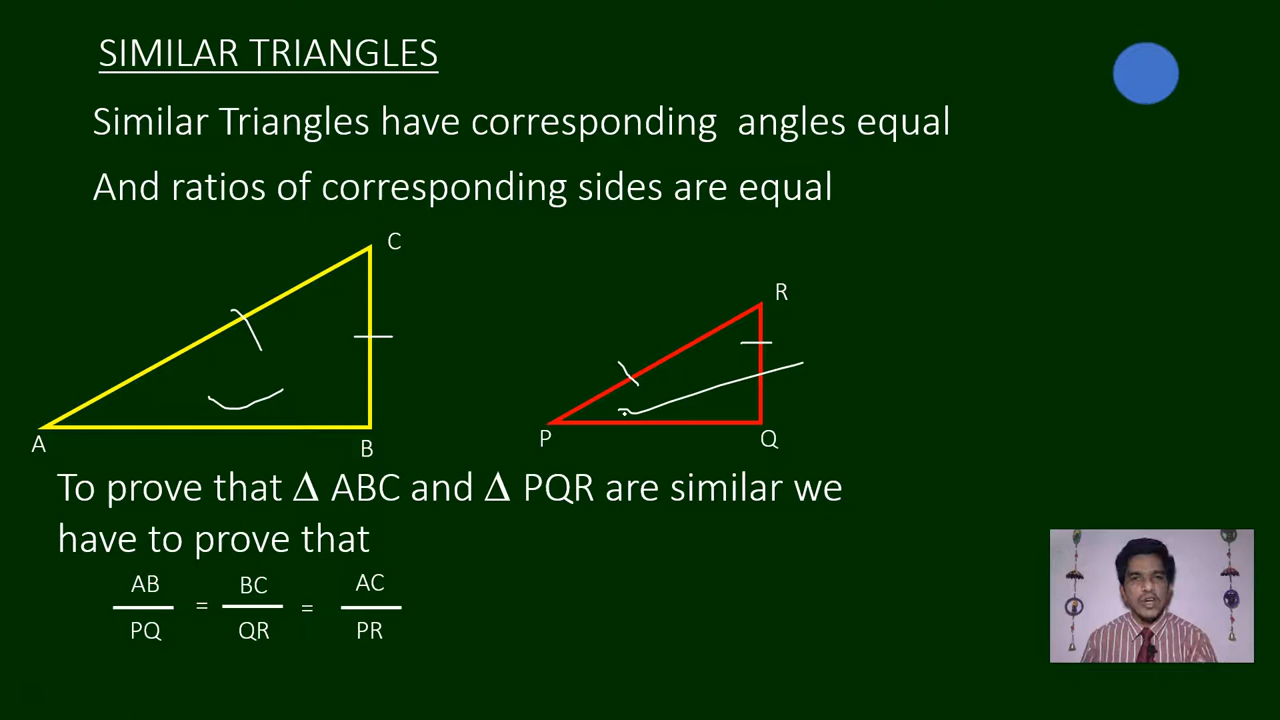 SIMILAR TRIANGLES
Similar Triangles have corresponding angles equal
And ratios of corresponding sides are equal
C
R
A
B
P
Q
To prove that Δ ABC and Δ PQR are similar we
have to prove that
AB BC AC
= =
PQ QR PR